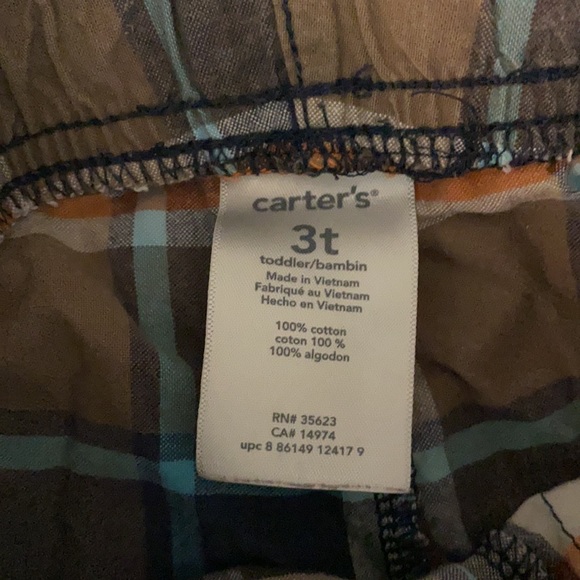 carter's®
3t
toddler/bambin
Made in Vietnam
Fabriqué au Vietnam
Hecho en Vietnam
100% cotton
coton 100 %
100% algodon
RN# 35623
CA# 14974
upc 8 86149 12417 9